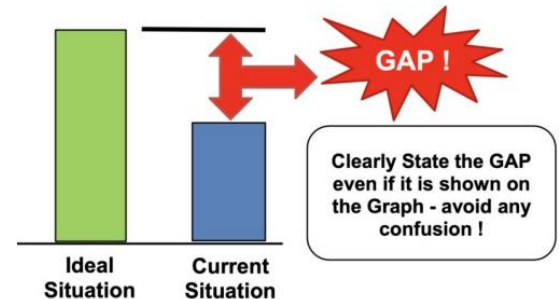 GAP !
Clearly State the GAP
even if it is shown on
the Graph - avoid any
confusion !
Ideal
Situation
Current
Situation